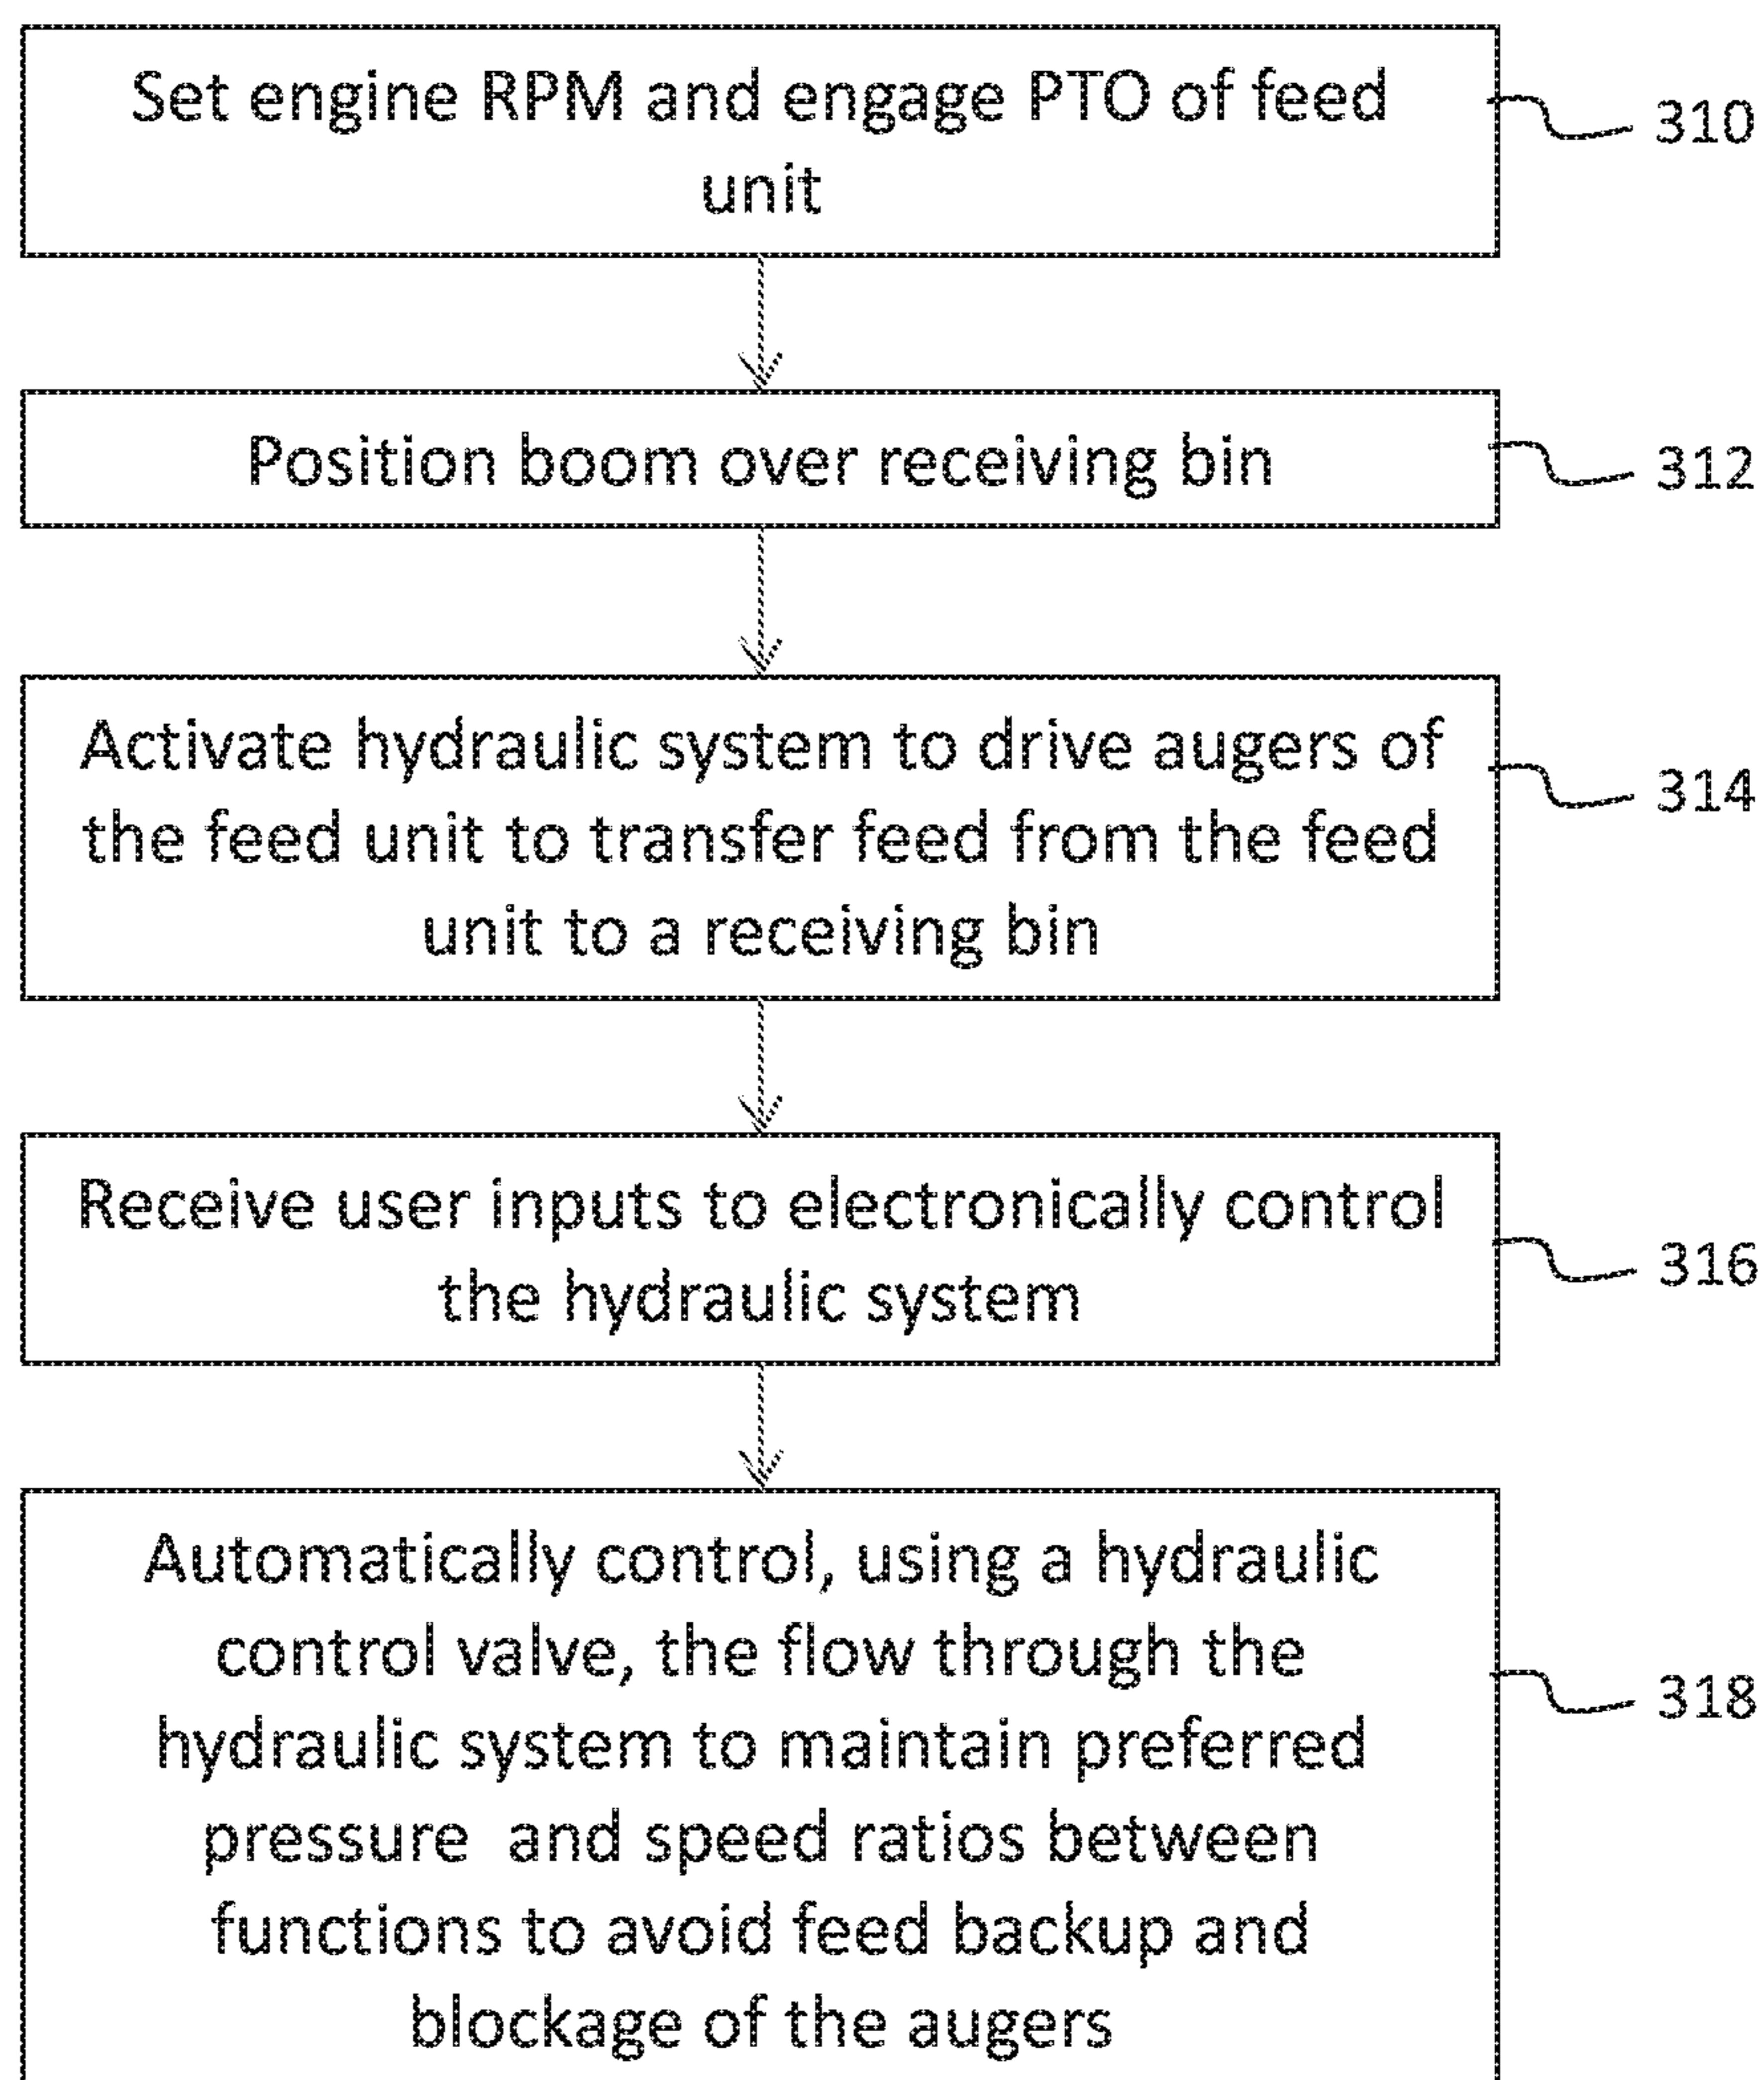 Set engine RPM and engage PTO of feed
unit
310
Position boom over receiving bin
312
Activate hydraulic system to drive augers of
the feed unit to transfer feed from the feed
unit to a receiving bin
314
Receive user inputs to electronically control
the hydraulic system
316
Automatically control, using a hydraulic
control valve, the flow through the
hydraulic system to maintain preferred
pressure  and speed ratios between
functions to avoid feed backup and
blockage of the augers
318